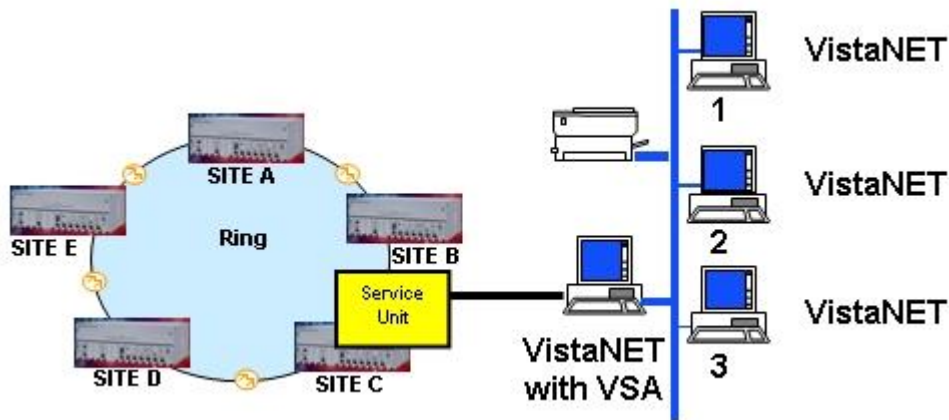 VistaNET
1
SITE A
VistaNET
SITE E
Ring
SITE B
2
Service
Unit
VistaNET
with VSA
VistaNET
3
SITE D
SITE C